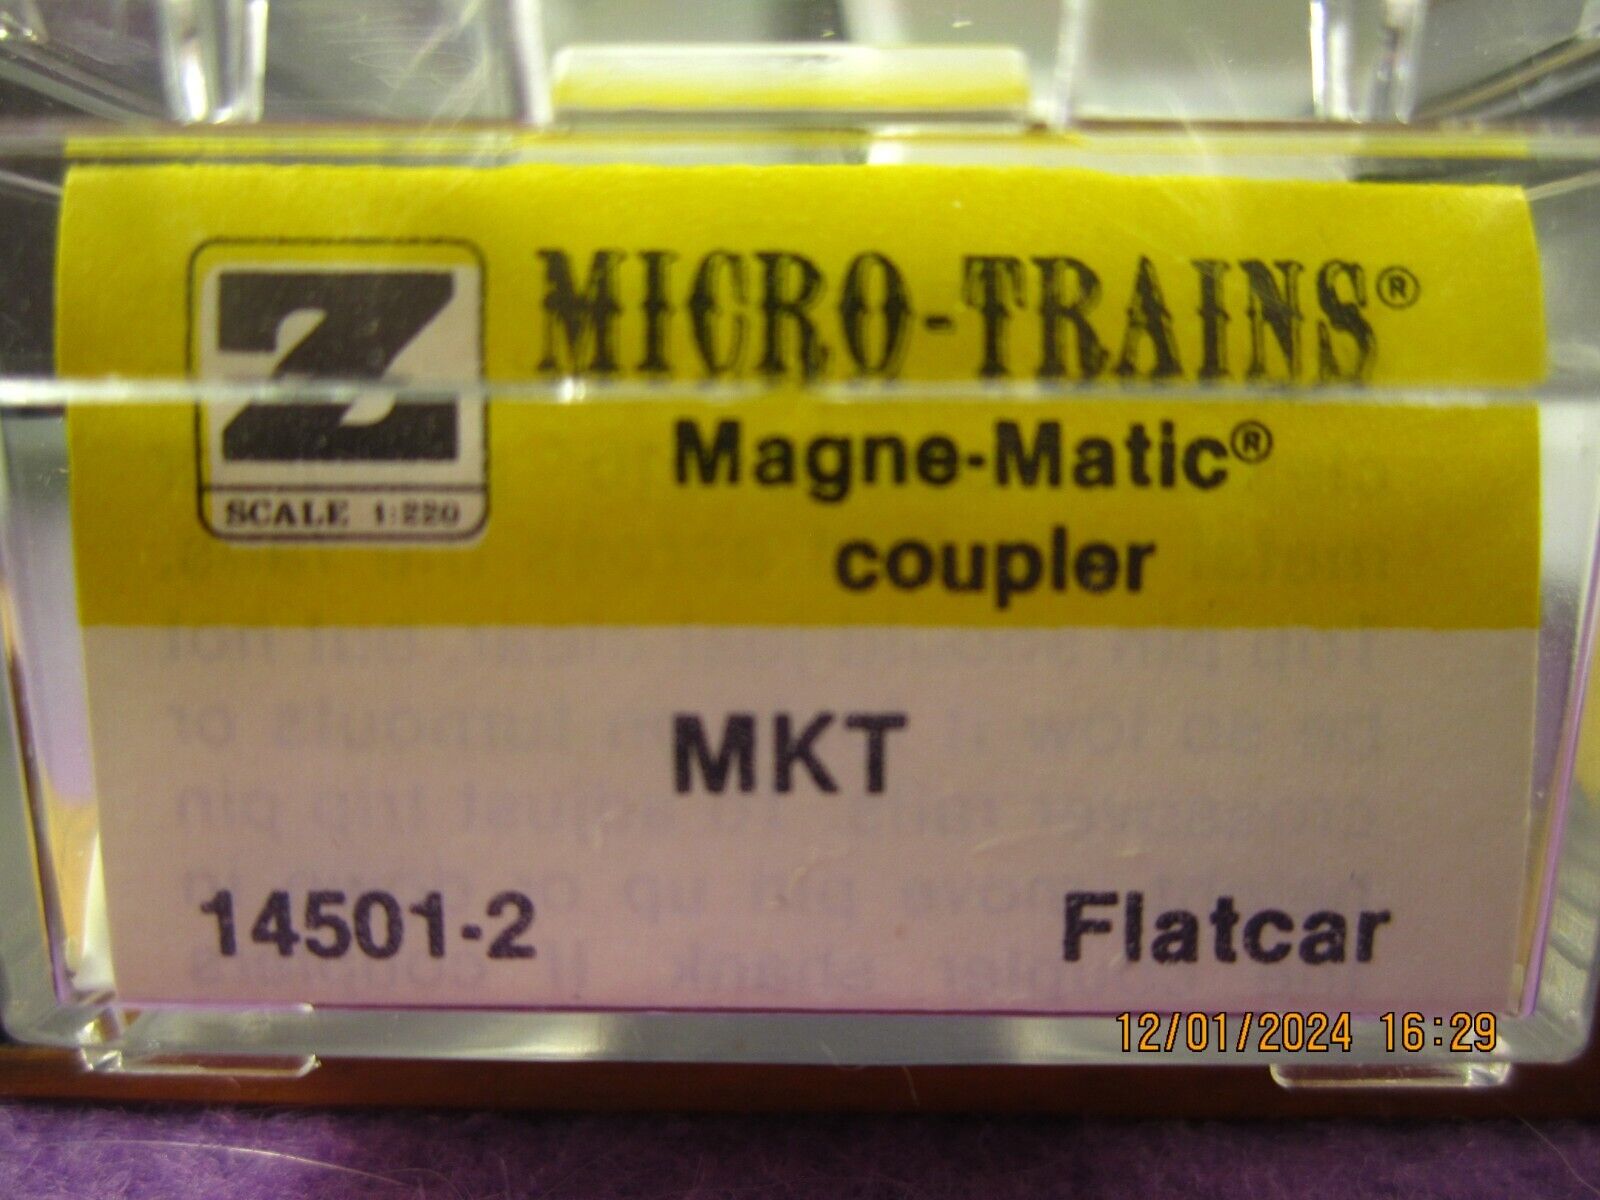 Z
SCALE 1:220
MICRO-TRAINS®
Magne-Matic®
coupler
MKT
14501-2
Flatcar
12/01/2024 16:29